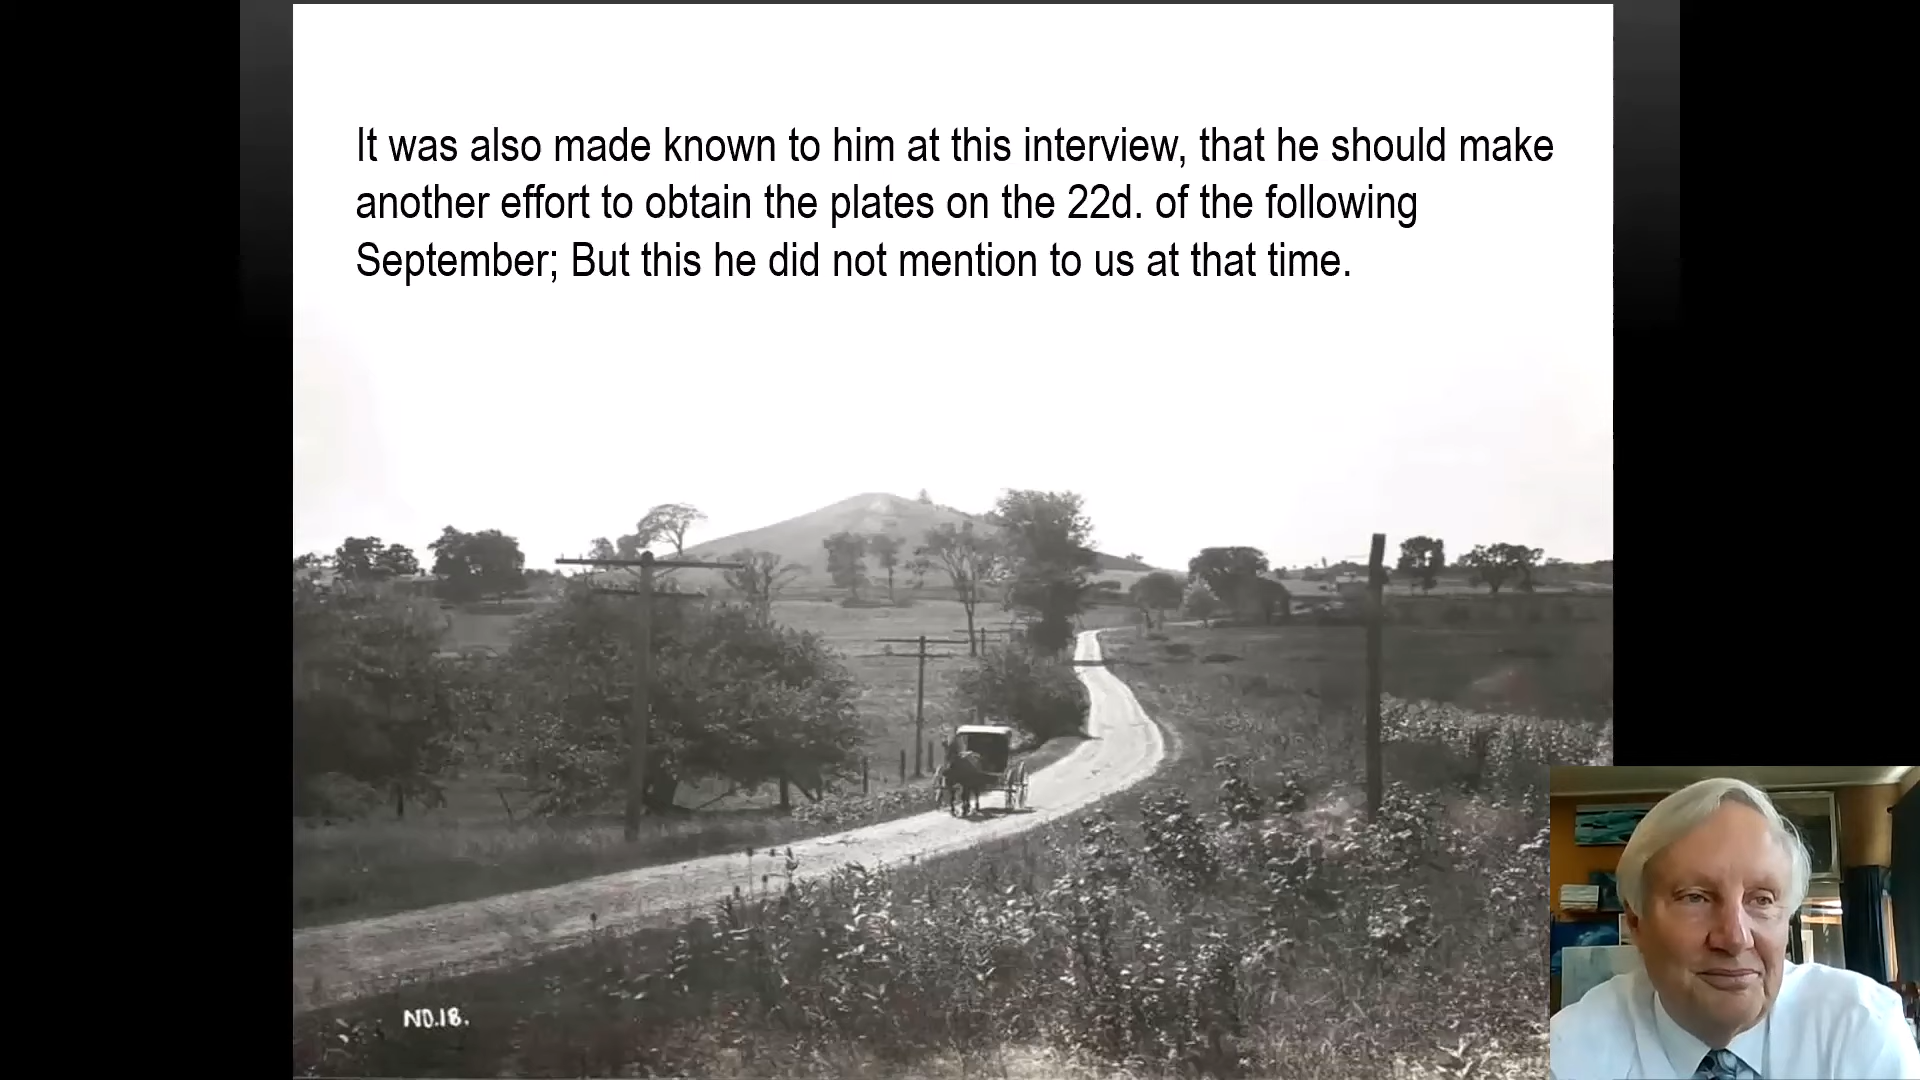 It was also made known to him at this interview, that he should make
another effort to obtain the plates on the 22d. of the following
September; But this he did not mention to us at that time.
NO.18.